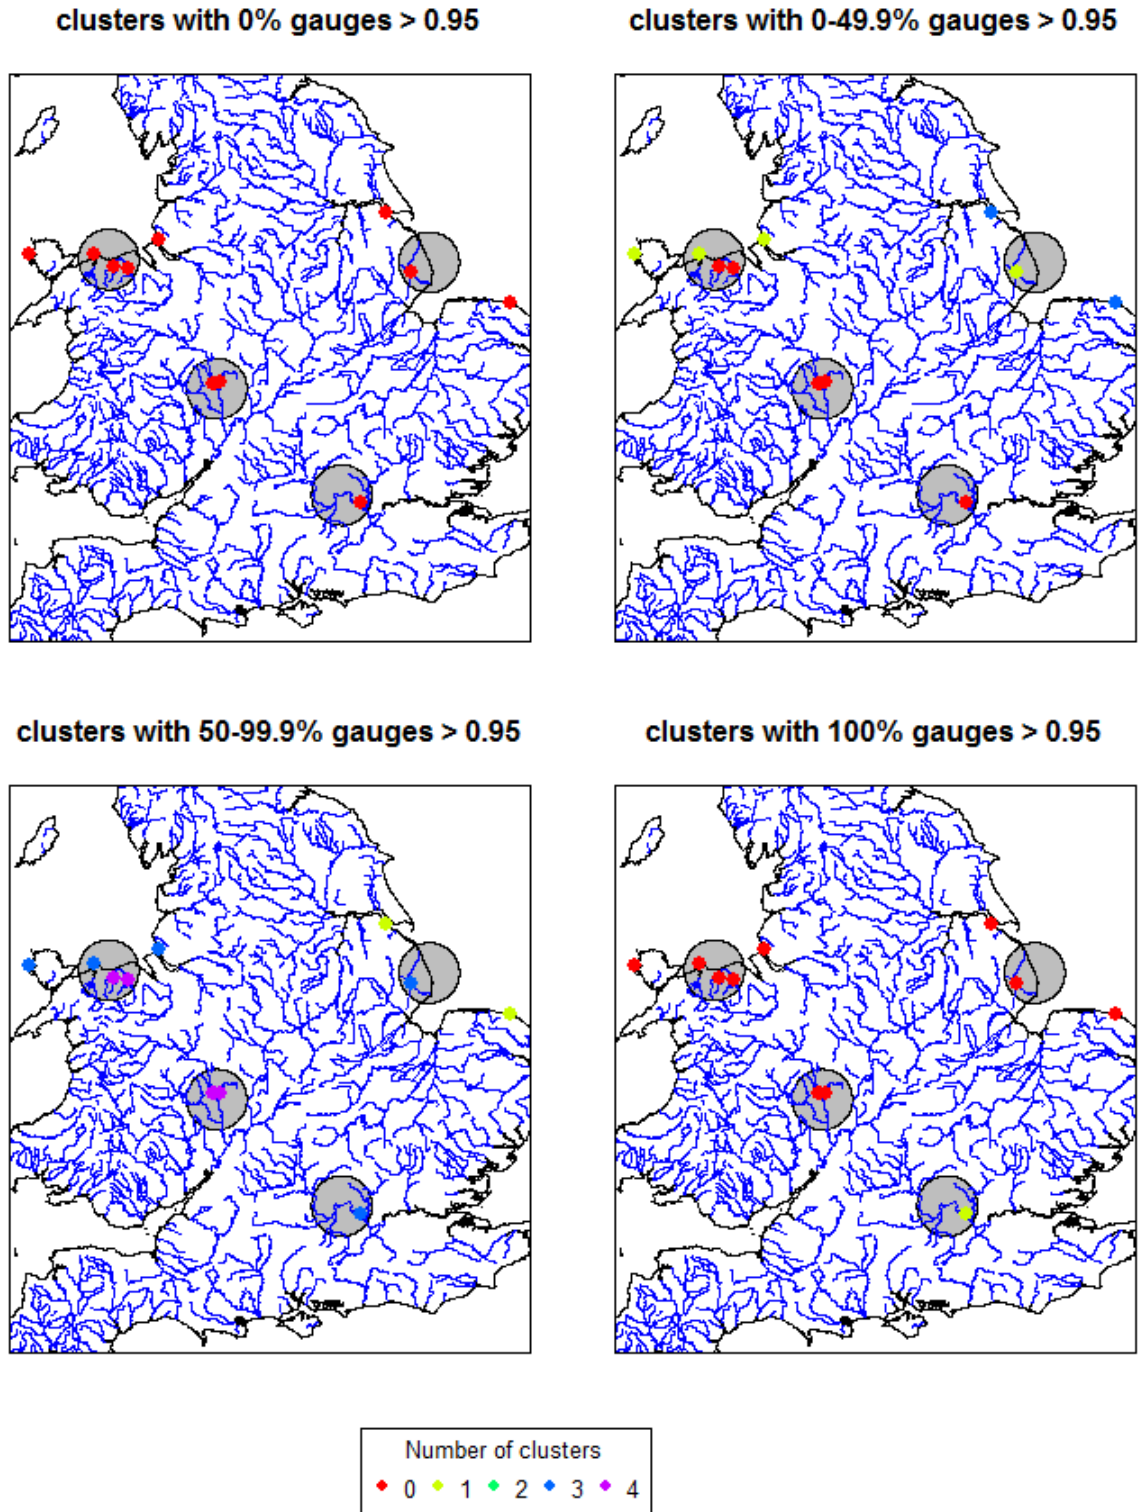 clusters with 0% gauges > 0.95
clusters with 0-49.9% gauges > 0.95
clusters with 50-99.9% gauges > 0.95
clusters with 100% gauges > 0.95
Number of clusters
0 1 2 3 4